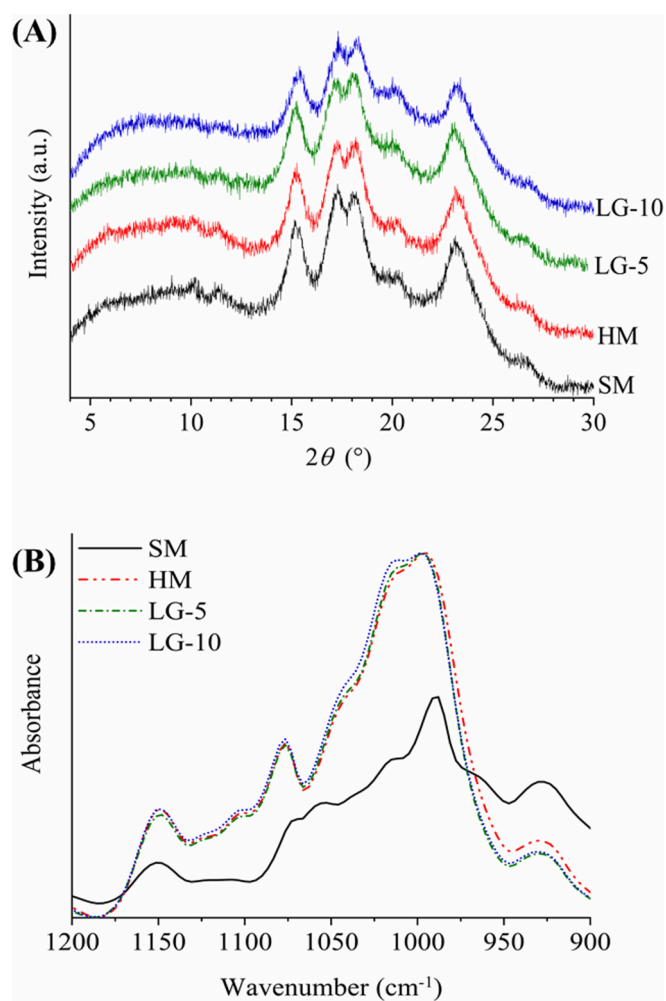 (A)
Intensity (a.u.)
LG-10
LG-5
HM
SM
5 10 15 20 25 30
2θ (°)
(B)
SM
HM
LG-5
LG-10
Absorbance
1200 1150 1100 1050 1000 950 900
Wavenumber (cm⁻¹)